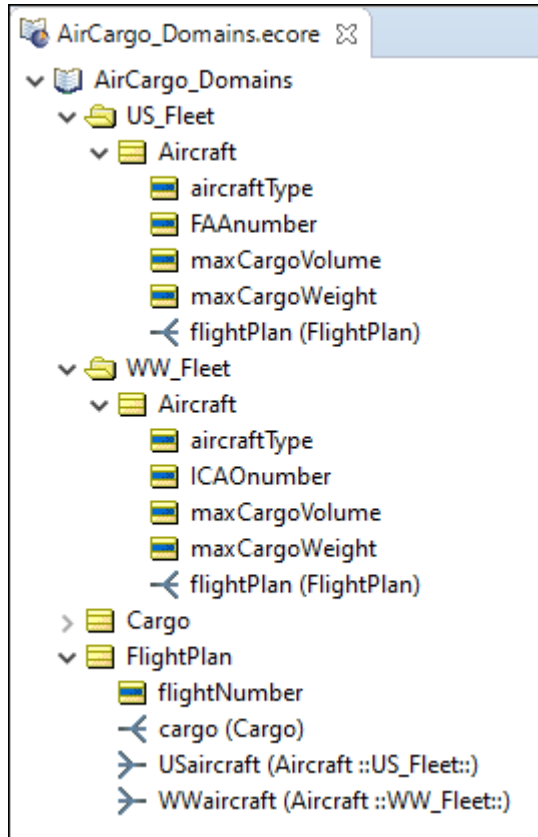 AirCargo_Domains.ecore
AirCargo_Domains
US_Fleet
Aircraft
aircraftType
FAAnumber
maxCargoVolume
maxCargoWeight
flightPlan (FlightPlan)
WW_Fleet
Aircraft
aircraftType
ICAOnumber
maxCargoVolume
maxCargoWeight
flightPlan (FlightPlan)
Cargo
FlightPlan
flightNumber
cargo (Cargo)
USaircraft (Aircraft ::US_Fleet::)
WWaircraft (Aircraft ::WW_Fleet::)